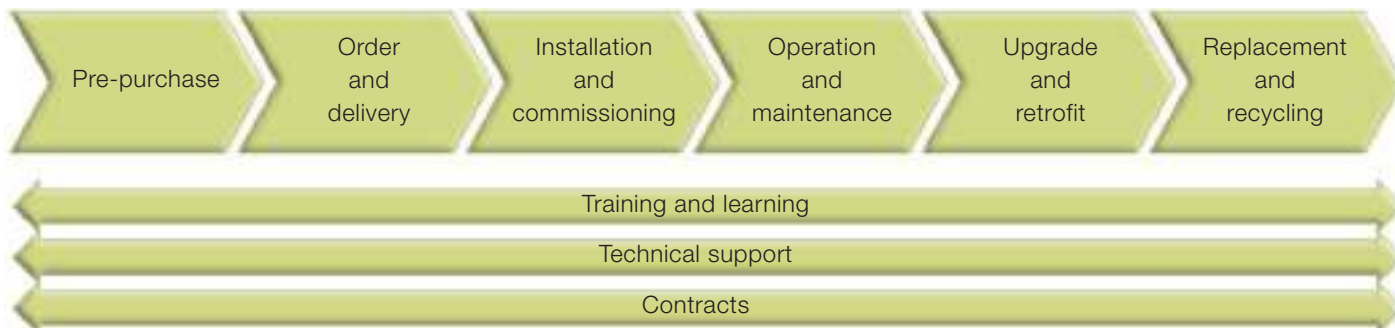 Pre-purchase
Order
and
delivery
Installation
and
commissioning
Operation
and
maintenance
Upgrade
and
retrofit
Replacement
and
recycling
Training and learning
Technical support
Contracts